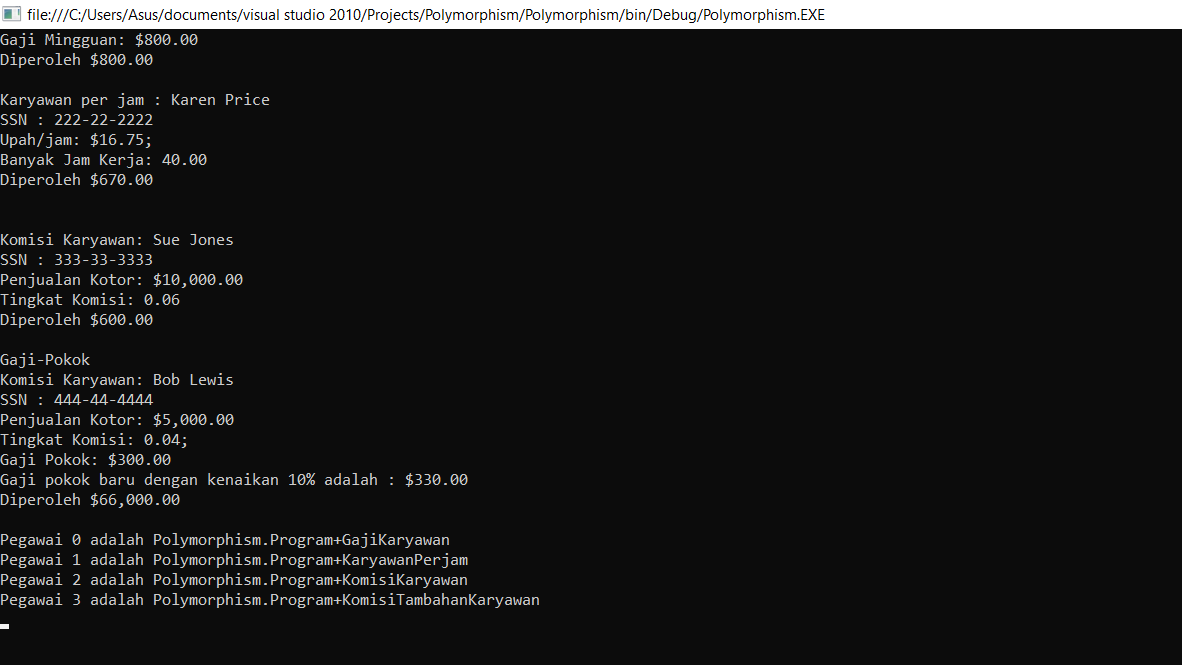 file:///C:/Users/Asus/documents/visual studio 2010/Projects/Polymorphism/Polymorphism/bin/Debug/Polymorphism.EXE
Gaji Mingguan: $800.00
Diperoleh $800.00
Karyawan per jam : Karen Price
SSN : 222-22-2222
Upah/jam: $16.75;
Banyak Jam Kerja: 40.00
Diperoleh $670.00
Komisi Karyawan: Sue Jones
SSN : 333-33-3333
Penjualan Kotor: $10,000.00
Tingkat Komisi: 0.06
Diperoleh $600.00
Gaji-Pokok
Komisi Karyawan: Bob Lewis
SSN : 444-44-4444
Penjualan Kotor: $5,000.00
Tingkat Komisi: 0.04;
Gaji Pokok: $300.00
Gaji pokok baru dengan kenaikan 10% adalah : $330.00
Diperoleh $66,000.00
Pegawai 0 adalah Polymorphism.Program+GajiKaryawan
Pegawai 1 adalah Polymorphism.Program+KaryawanPerjam
Pegawai 2 adalah Polymorphism.Program+KomisiKaryawan
Pegawai 3 adalah Polymorphism.Program+KomisiTambahanKaryawan